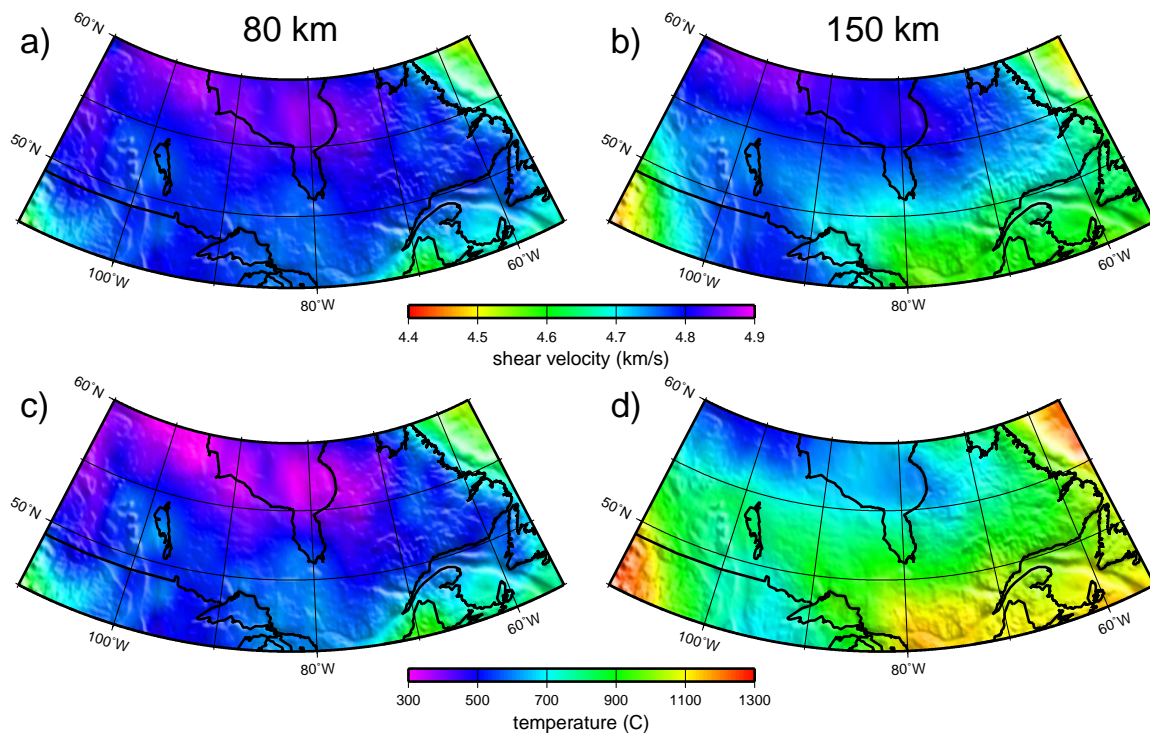 a) 80 km b) 150 km
60˚N 60˚N
50˚N 50˚N
100˚W 80˚W 60˚W 100˚W 80˚W 60˚W
4.4 4.5 4.6 4.7 4.8 4.9
shear velocity (km/s)
c) d)
60˚N 60˚N
50˚N 50˚N
100˚W 80˚W 60˚W 100˚W 80˚W 60˚W
300 500 700 900 1100 1300
temperature (C)